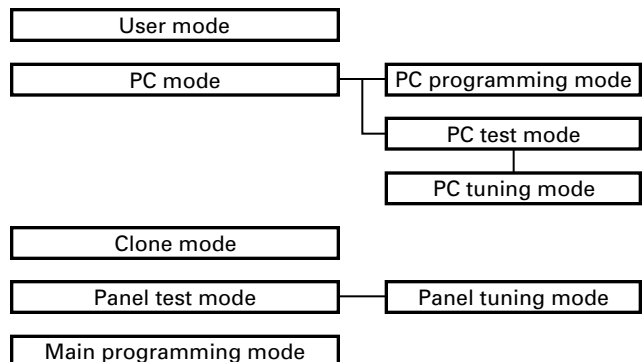 User mode
PC mode
PC programming mode
PC test mode
PC tuning mode
Clone mode
Panel test mode
Panel tuning mode
Main programming mode